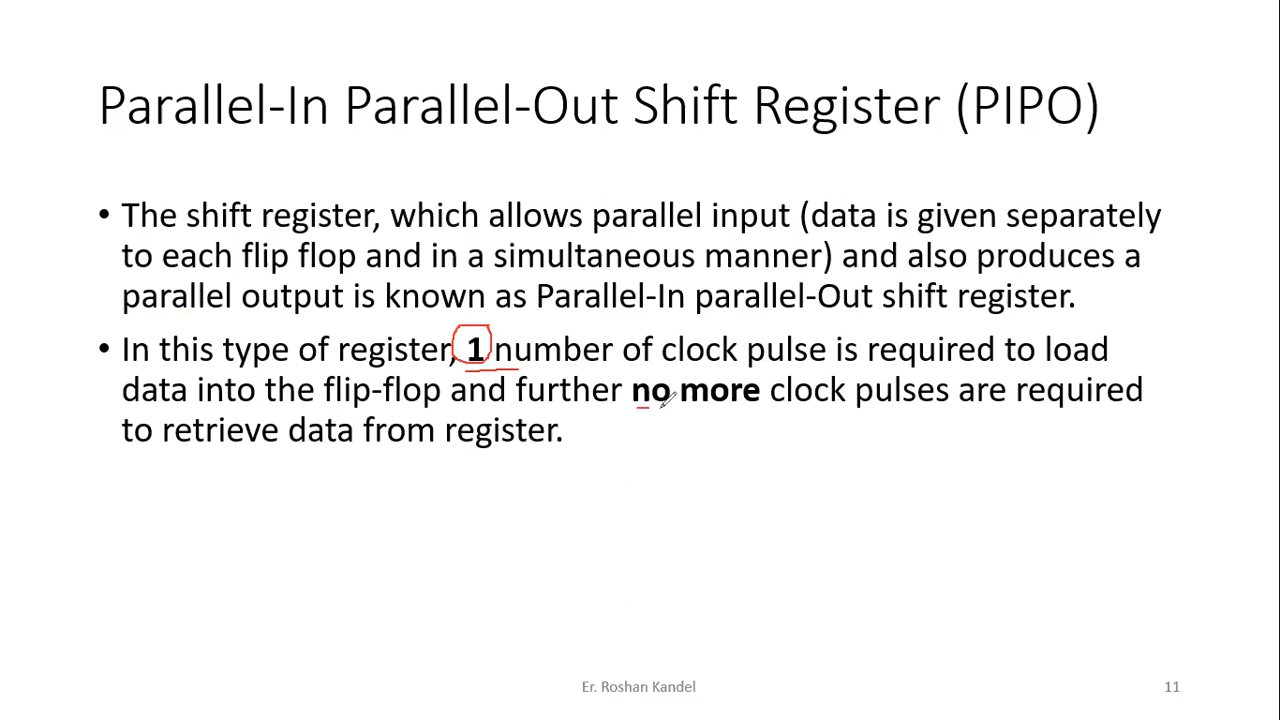 Parallel-In Parallel-Out Shift Register (PIPO)
• The shift register, which allows parallel input (data is given separately
to each flip flop and in a simultaneous manner) and also produces a
parallel output is known as Parallel-In parallel-Out shift register.
• In this type of register, 1 number of clock pulse is required to load
data into the flip-flop and further no more clock pulses are required
to retrieve data from register.
Er. Roshan Kandel
11